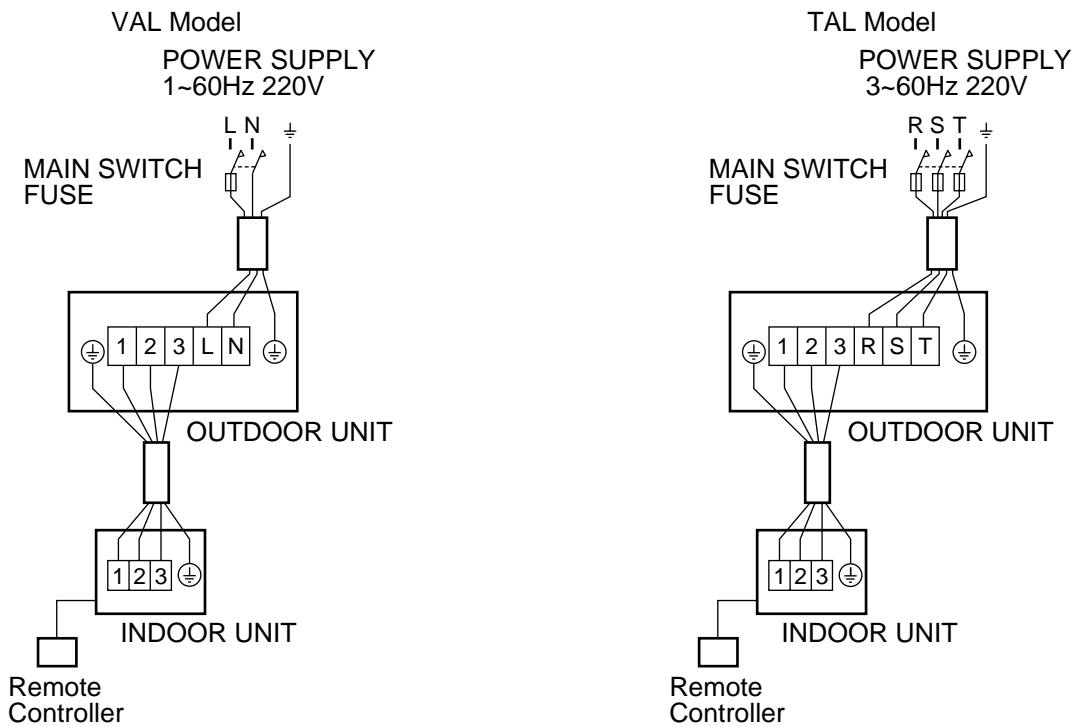 VAL Model
POWER SUPPLY
1~60Hz 220V
L N
MAIN SWITCH
FUSE
1 2 3 L N
OUTDOOR UNIT
1 2 3
INDOOR UNIT
Remote
Controller
TAL Model
POWER SUPPLY
3~60Hz 220V
R S T
MAIN SWITCH
FUSE
1 2 3 R S T
OUTDOOR UNIT
1 2 3
INDOOR UNIT
Remote
Controller